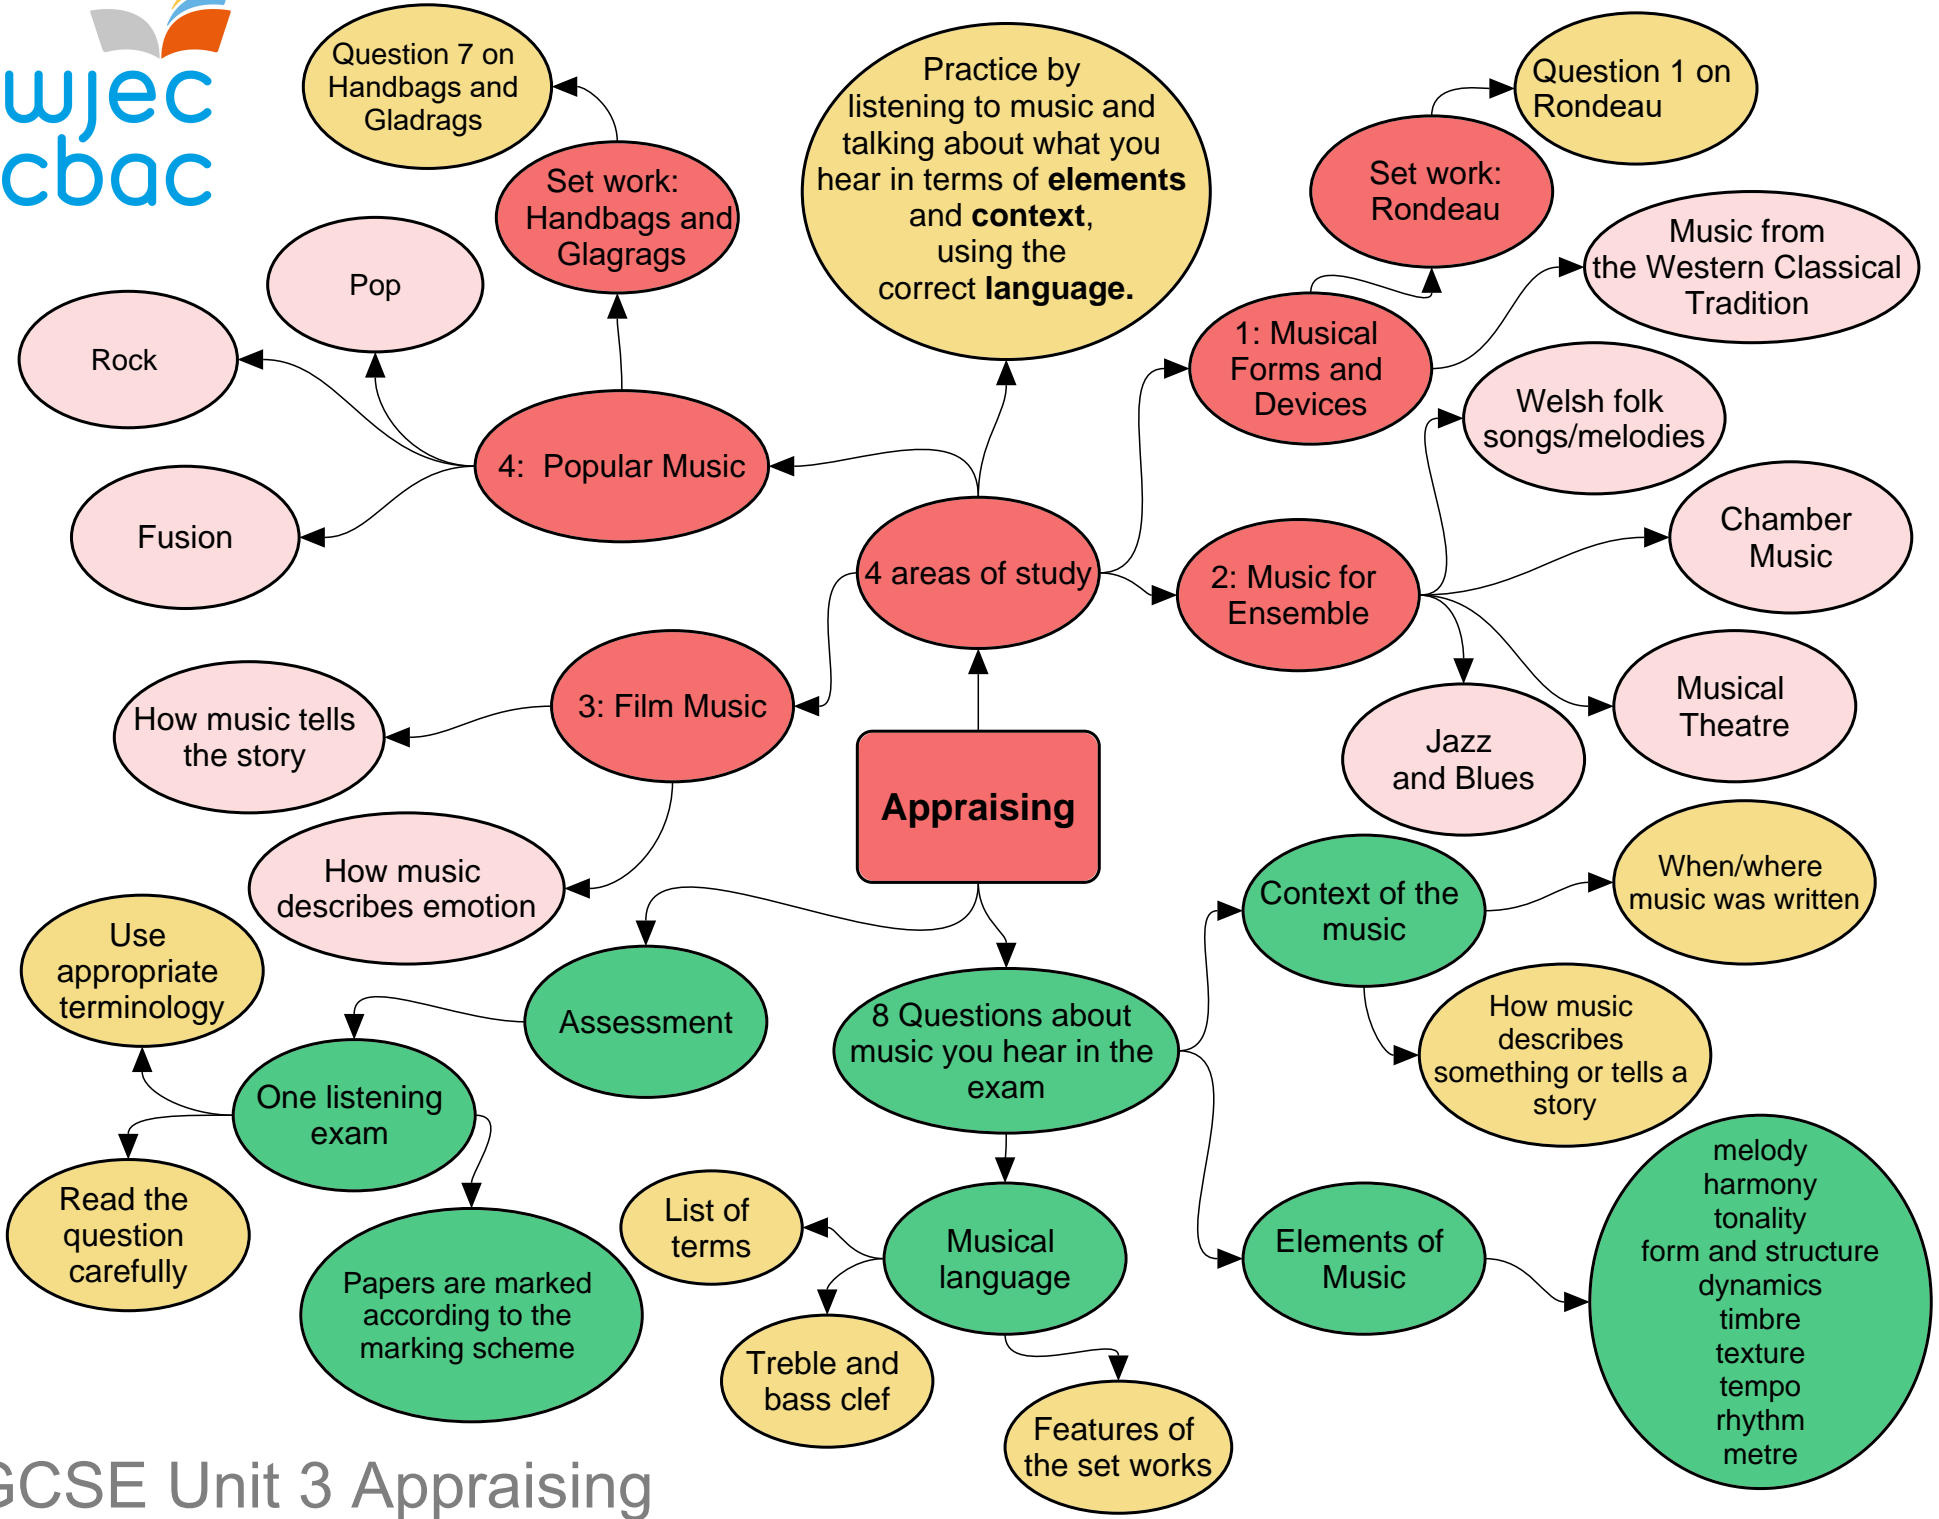 wjec
cbac
Question 7 on
Handbags and
Gladrags
Set work:
Handbags and
Glagrags
Pop
Rock
Fusion
4:  Popular Music
Practice by
listening to music and
talking about what you
hear in terms of elements
and context,
using the
correct language.
Question 1 on
Rondeau
Set work:
Rondeau
Music from
the Western Classical
Tradition
1: Musical
Forms and
Devices
Welsh folk
songs/melodies
Chamber
Music
2: Music for
Ensemble
Musical
Theatre
Jazz
and Blues
4 areas of study
3: Film Music
How music tells
the story
How music
describes emotion
Appraising
Assessment
One listening
exam
Use
appropriate
terminology
Read the
question
carefully
Papers are marked
according to the
marking scheme
8 Questions about
music you hear in the
exam
Context of the
music
When/where
music was written
How music
describes
something or tells a
story
Elements of
Music
melody
harmony
tonality
form and structure
dynamics
timbre
texture
tempo
rhythm
metre
Musical
language
List of
terms
Treble and
bass clef
Features of
the set works
GCSE Unit 3 Appraising